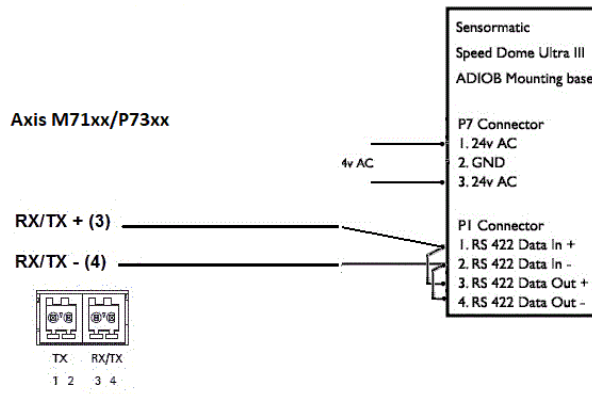 Sensormatic
Speed Dome Ultra III
ADIOB Mounting base
Axis M71xx/P73xx
P7 Connector
1. 24v AC
4v AC
2. GND
3. 24v AC
RX/TX + (3)
P1 Connector
1. RS 422 Data In +
RX/TX - (4)
2. RS 422 Data In -
3. RS 422 Data Out +
4. RS 422 Data Out -
TX RX/TX
1 2 3 4